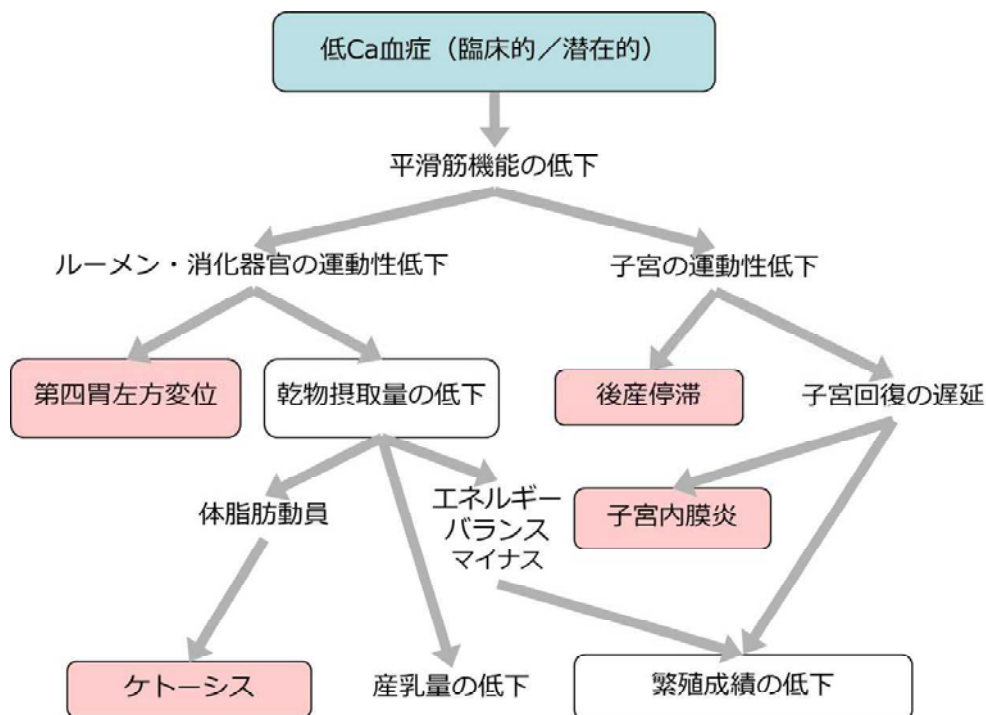 低Ca血症（臨床的／潜在的）
平滑筋機能の低下
ルーメン・消化器官の運動性低下
子宮の運動性低下
第四胃左方変位
乾物摂取量の低下
後産停滞
子宮回復の遅延
体脂肪動員
エネルギー
バランス
マイナス
子宮内膜炎
ケトーシス
産乳量の低下
繁殖成績の低下